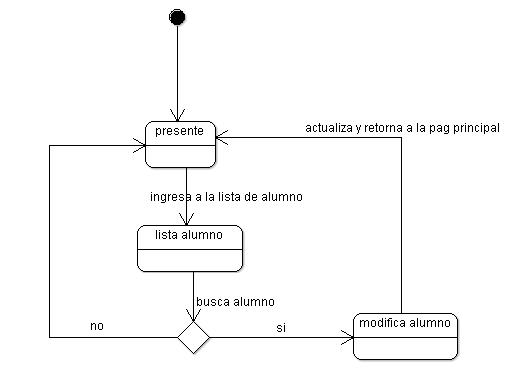 presente
actualiza y retorna a la pag principal
ingresa a la lista de alumno
lista alumno
busca alumno
no
si
modifica alumno